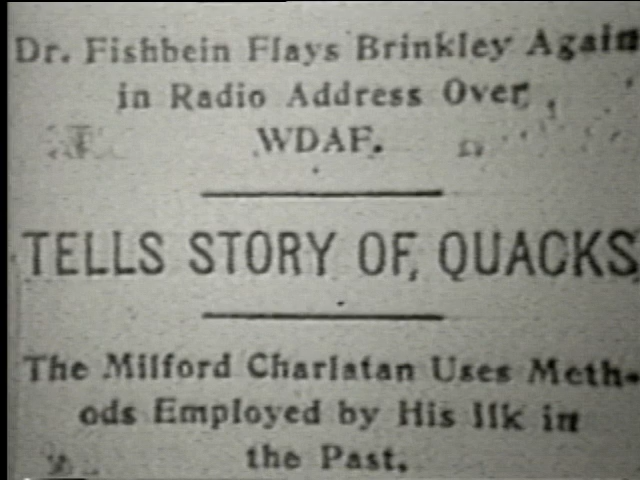 Dr. Fishbein Flays Brinkley Again
in Radio Address Over
WDAF.
TELLS STORY OF QUACKS
The Milford Charlatan Uses Meth-
ods Employed by His Ilk in
the Past.